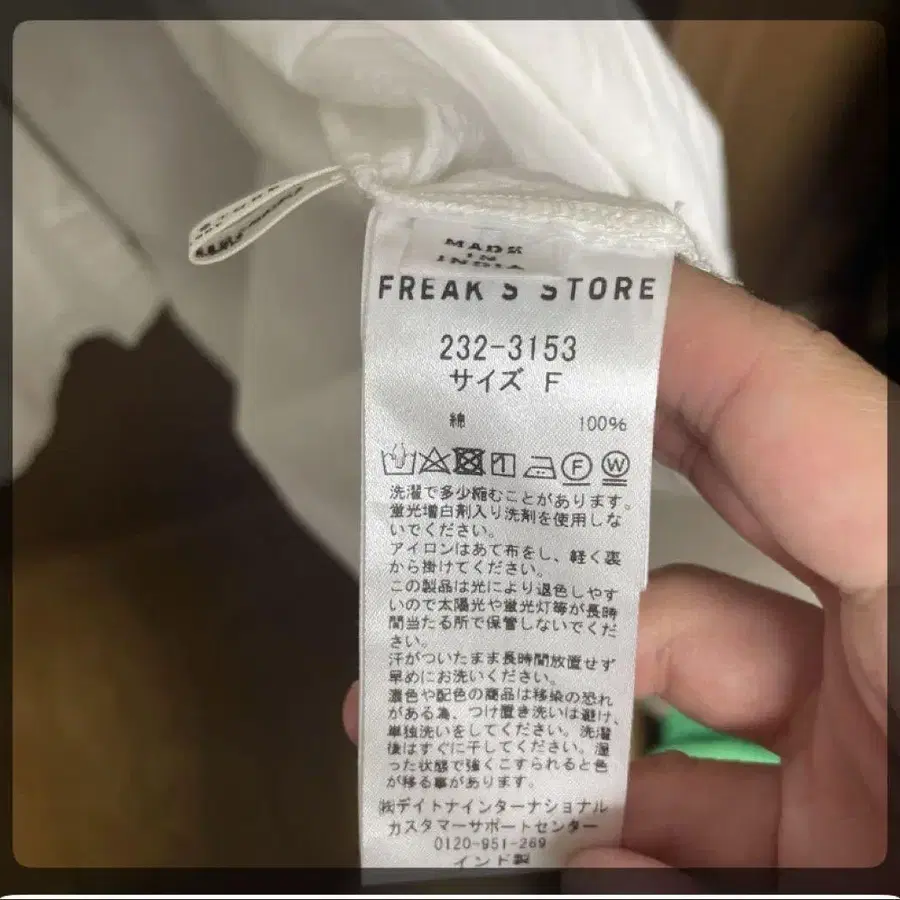 MADE
IN
INDIA
FREAK'S STORE
232-3153
サイズ F
綿 100%
F W
洗濯で多少縮むことがあります。
蛍光増白剤入り洗剤を使用しな
いでください。
アイロンはあて布をし、軽く裏
から掛けてください。
この製品は光により退色しやす
いので太陽光や蛍光灯等が長時
間当たる所で保管しないでくだ
さい。
汗がついたまま長時間放置せず
早めにお洗いください。
濃色や配色の商品は移染の恐れ
がある為、つけ置き洗いは避け、
単独洗いをしてください。洗濯
後はすぐに干してください。湿
った状態で強くこすられると色
が移る事があります。
㈱デイトナインターナショナル
カスタマーサポートセンター
0120-951-269
インド製